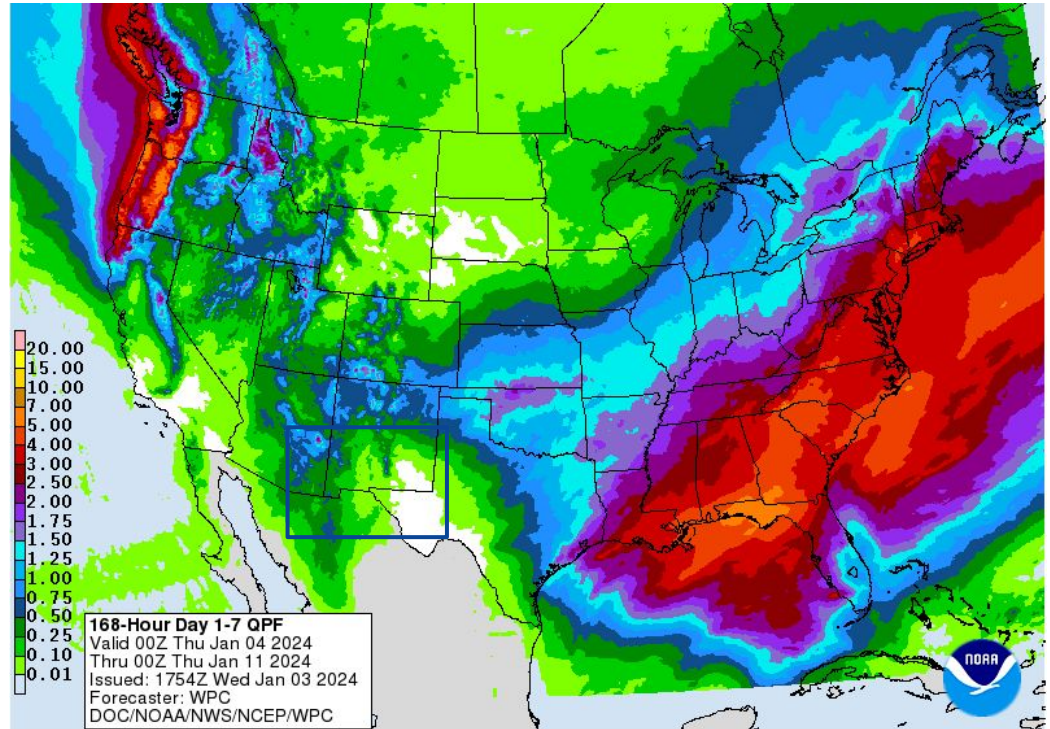 20.00
15.00
10.00
7.00
5.00
4.00
3.00
2.50
2.00
1.75
1.50
1.25
1.00
0.75
0.50
0.25
0.10
0.01
168-Hour Day 1-7 QPF
Valid 00Z Thu Jan 04 2024
Thru 00Z Thu Jan 11 2024
Issued: 1754Z Wed Jan 03 2024
Forecaster: WPC
DOC/NOAA/NWS/NCEP/WPC
NOAA